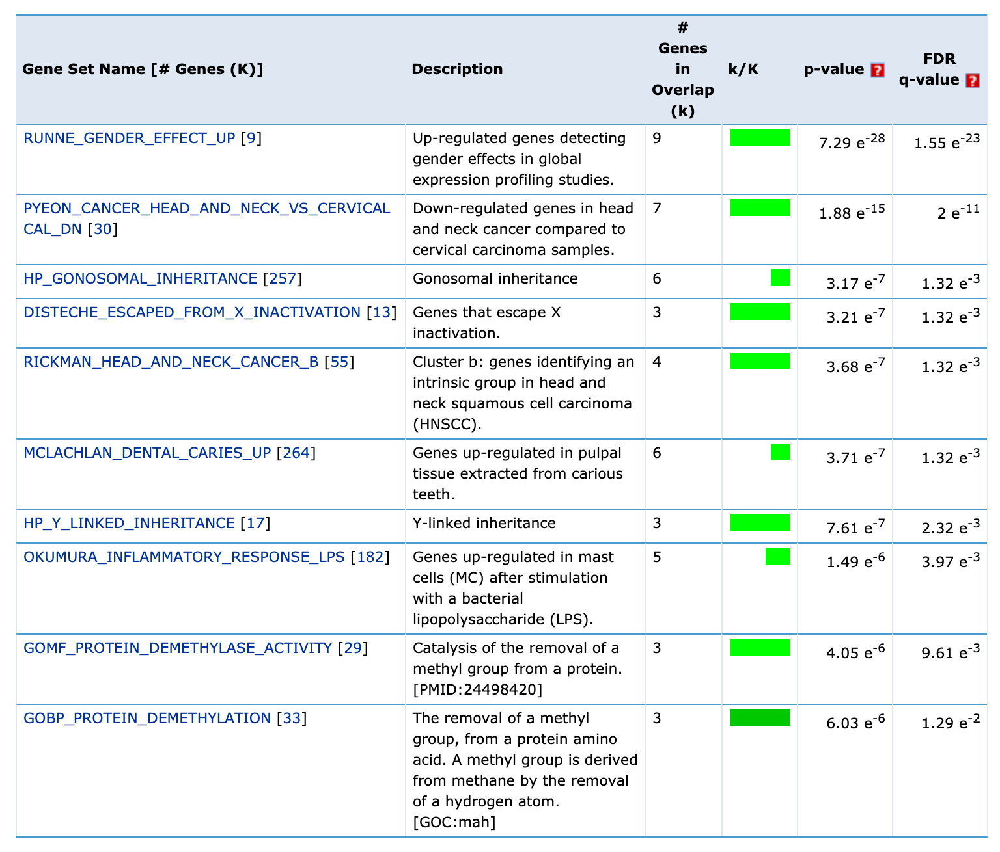 Gene Set Name [# Genes (K)]
Description
#
Genes
in
Overlap
(k)
k/K
p-value ?
FDR
q-value ?
RUNNE_GENDER_EFFECT_UP [9]
Up-regulated genes detecting
gender effects in global
expression profiling studies.
9
7.29 e-28
1.55 e-23
PYEON_CANCER_HEAD_AND_NECK_VS_CERVICAL
CAL_DN [30]
Down-regulated genes in head
and neck cancer compared to
cervical carcinoma samples.
7
1.88 e-15
2 e-11
HP_GONOSOMAL_INHERITANCE [257]
Gonosomal inheritance
6
3.17 e-7
1.32 e-3
DISTECHE_ESCAPED_FROM_X_INACTIVATION [13]
Genes that escape X
inactivation.
3
3.21 e-7
1.32 e-3
RICKMAN_HEAD_AND_NECK_CANCER_B [55]
Cluster b: genes identifying an
intrinsic group in head and
neck squamous cell carcinoma
(HNSCC).
4
3.68 e-7
1.32 e-3
MCLACHLAN_DENTAL_CARIES_UP [264]
Genes up-regulated in pulpal
tissue extracted from carious
teeth.
6
3.71 e-7
1.32 e-3
HP_Y_LINKED_INHERITANCE [17]
Y-linked inheritance
3
7.61 e-7
2.32 e-3
OKUMURA_INFLAMMATORY_RESPONSE_LPS [182]
Genes up-regulated in mast
cells (MC) after stimulation
with a bacterial
lipopolysaccharide (LPS).
5
1.49 e-6
3.97 e-3
GOMF_PROTEIN_DEMETHYLASE_ACTIVITY [29]
Catalysis of the removal of a
methyl group from a protein.
[PMID:24498420]
3
4.05 e-6
9.61 e-3
GOBP_PROTEIN_DEMETHYLATION [33]
The removal of a methyl
group, from a protein amino
acid. A methyl group is derived
from methane by the removal
of a hydrogen atom.
[GOC:mah]
3
6.03 e-6
1.29 e-2